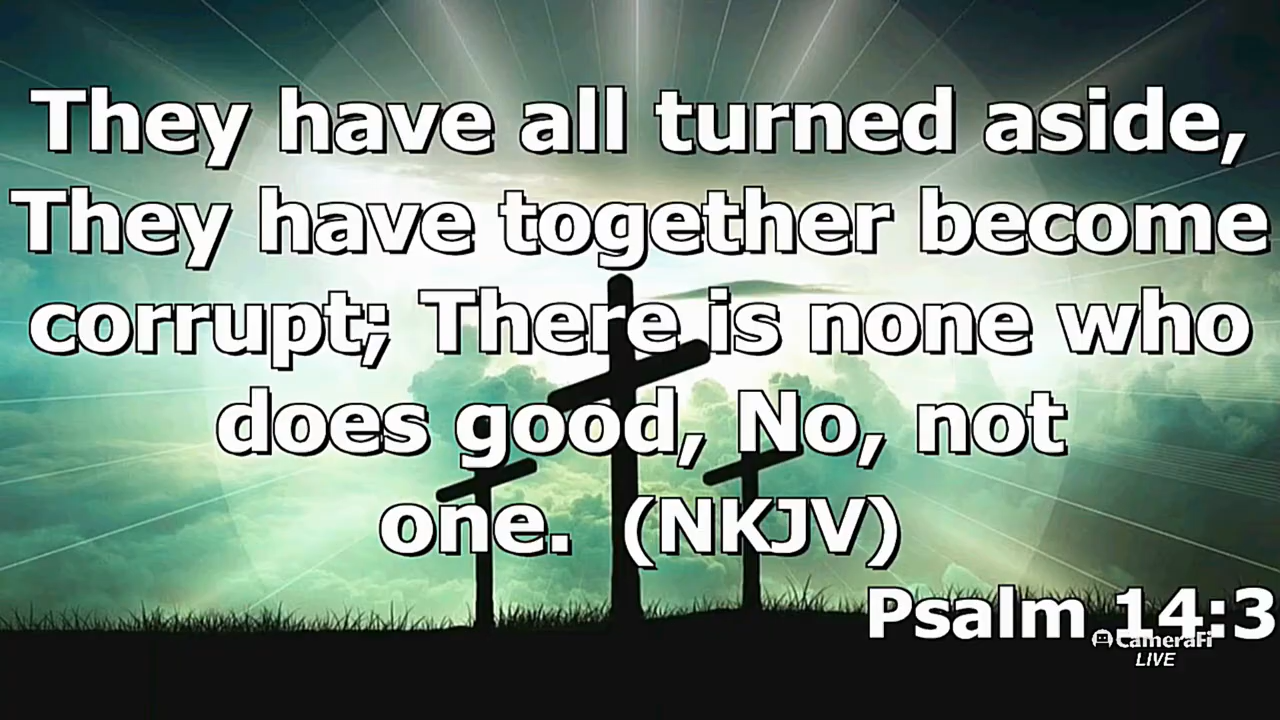 They have all turned aside,
They have together become
corrupt; There is none who
does good, No, not
one. (NKJV)
Psalm 14:3
CameraFi
LIVE